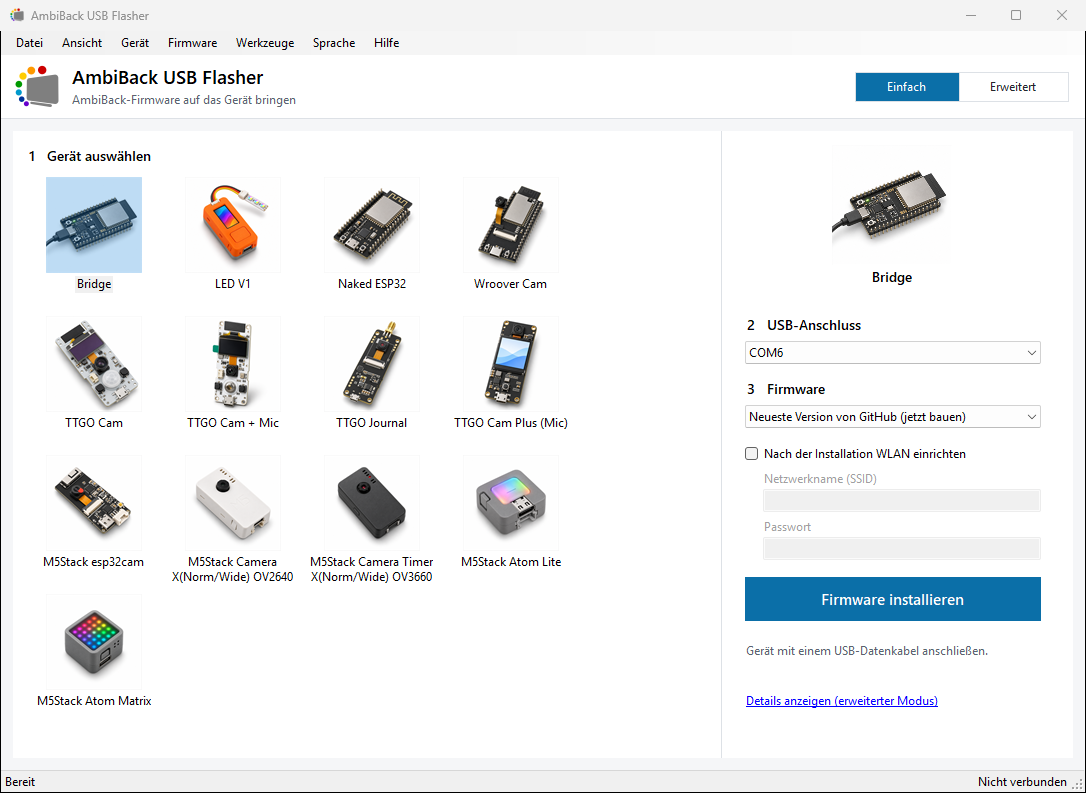 AmbiBack USB Flasher
Datei Ansicht Gerät Firmware Werkzeuge Sprache Hilfe
AmbiBack USB Flasher
AmbiBack-Firmware auf das Gerät bringen
Einfach Erweitert
1 Gerät auswählen
Bridge LED V1 Naked ESP32 Wroover Cam
TTGO Cam TTGO Cam + Mic TTGO Journal TTGO Cam Plus (Mic)
M5Stack esp32cam
M5Stack Camera
X(Norm/Wide) OV2640
M5Stack Camera Timer
X(Norm/Wide) OV3660
M5Stack Atom Lite
M5Stack Atom Matrix
Bridge
2 USB-Anschluss
COM6
3 Firmware
Neueste Version von GitHub (jetzt bauen)
Nach der Installation WLAN einrichten
Netzwerkname (SSID)
Passwort
Firmware installieren
Gerät mit einem USB-Datenkabel anschließen.
Details anzeigen (erweiterter Modus)
Bereit Nicht verbunden